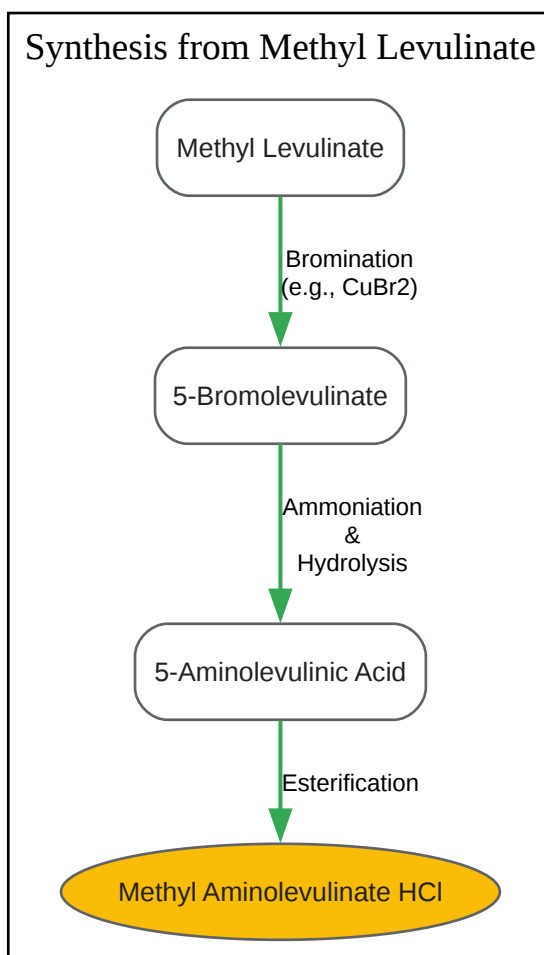 Synthesis from Methyl Levulinate
Methyl Levulinate
Bromination
(e.g., CuBr2)
5-Bromolevulinate
Ammoniation
&
Hydrolysis
5-Aminolevulinic Acid
Esterification
Methyl Aminolevulinate HCl